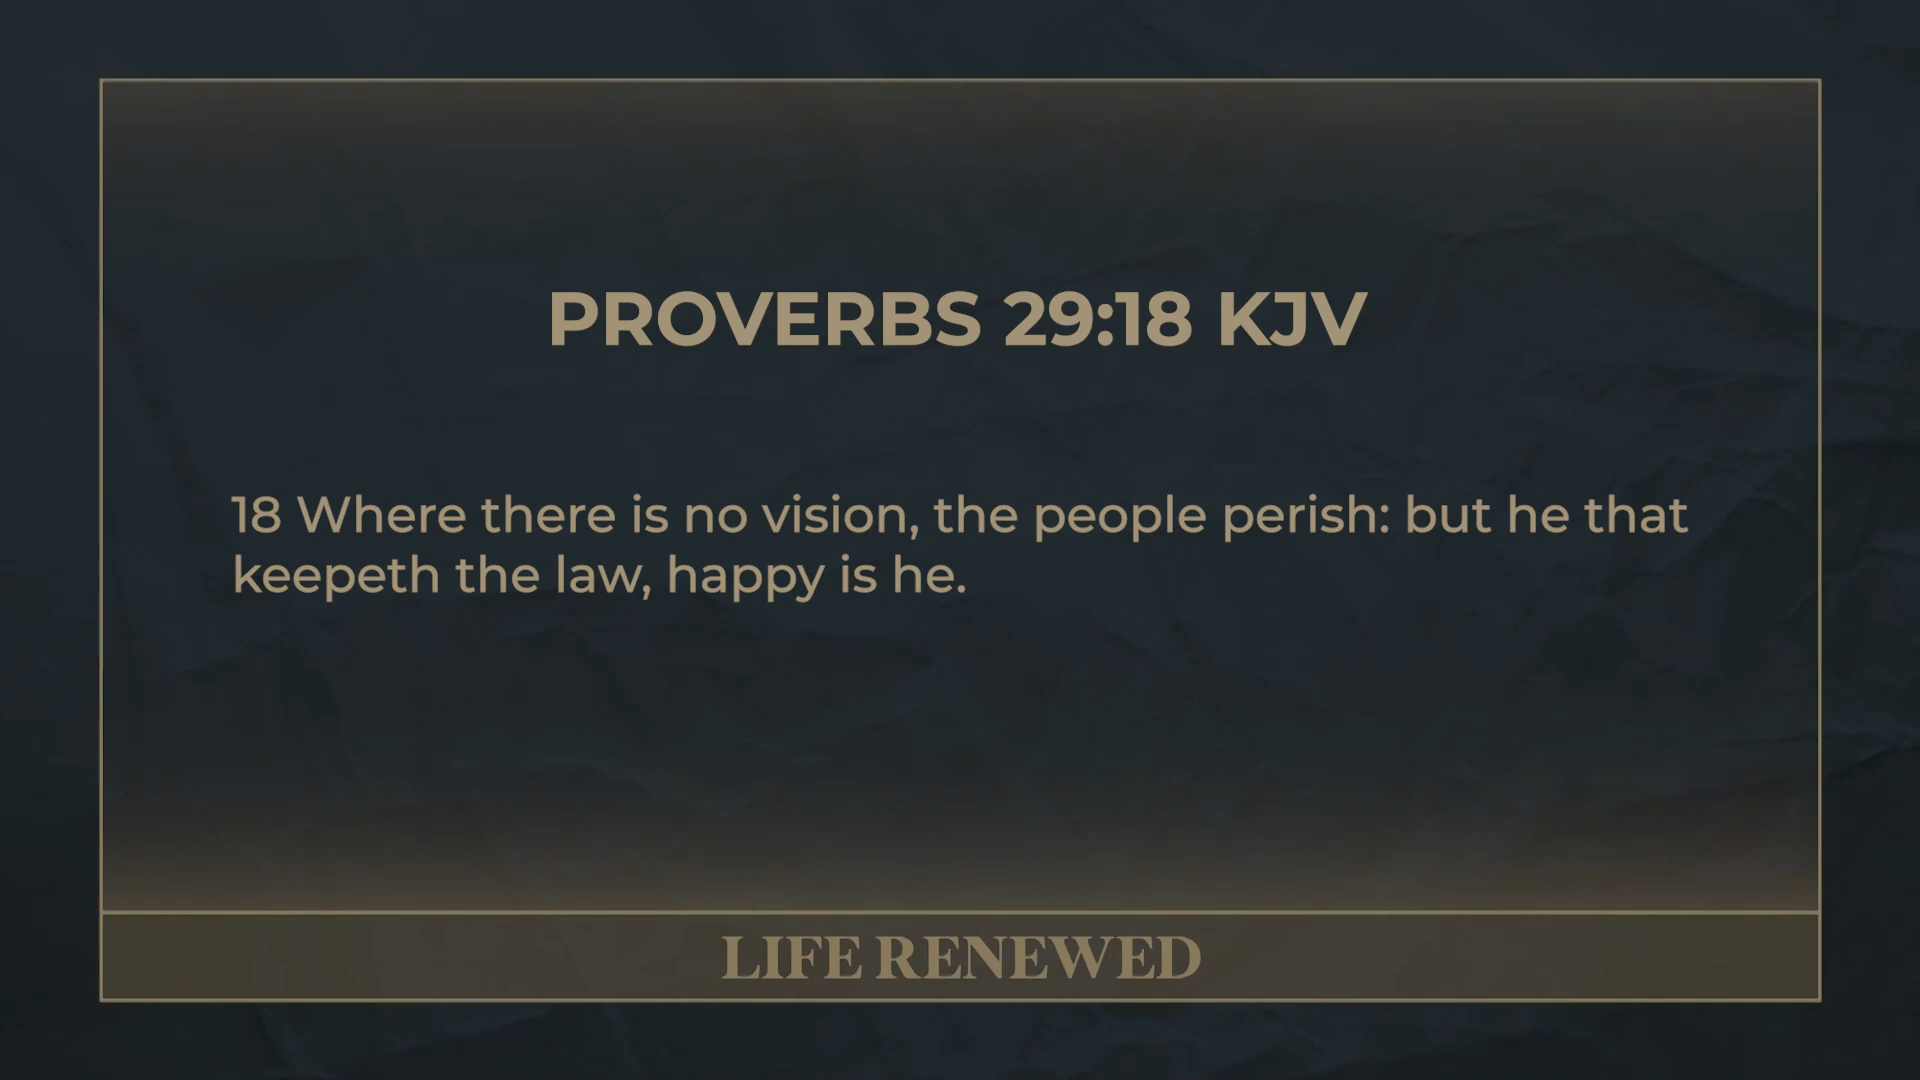 PROVERBS 29:18 KJV
18 Where there is no vision, the people perish: but he that
keepeth the law, happy is he.
LIFE RENEWED